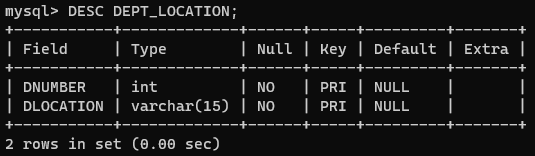 mysql> DESC DEPT_LOCATION;
+-----------+-------------+------+-----+---------+-------+
| Field     | Type        | Null | Key | Default | Extra |
+-----------+-------------+------+-----+---------+-------+
| DNUMBER   | int         | NO   | PRI | NULL    |       |
| DLOCATION | varchar(15) | NO   | PRI | NULL    |       |
+-----------+-------------+------+-----+---------+-------+
2 rows in set (0.00 sec)